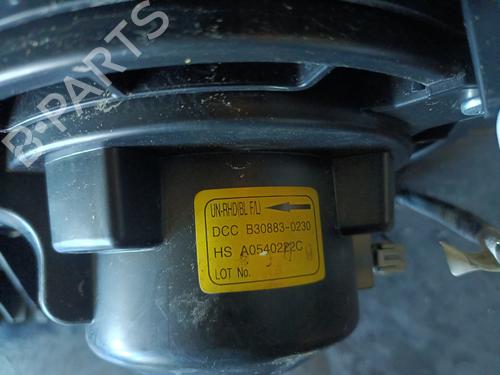 B-PARTS
UN-RHD(BL F/L)
DCC B30883-0230
HS A0540222C
LOT No.